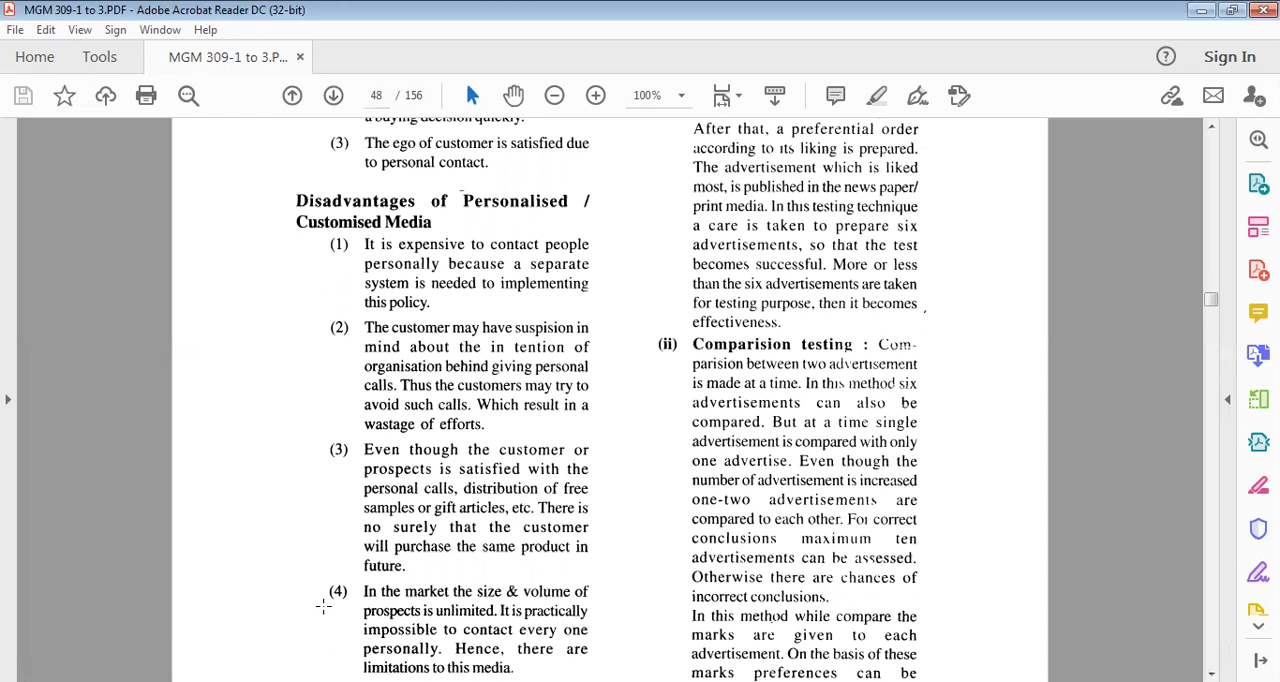 MGM 309-1 to 3.PDF - Adobe Acrobat Reader DC (32-bit)
File Edit View Sign Window Help
Home Tools MGM 309-1 to 3.P... × Sign In
48 / 156 100%
a buying decision quickly.
(3) The ego of customer is satisfied due
to personal contact.
Disadvantages of Personalised /
Customised Media
(1) It is expensive to contact people
personally because a separate
system is needed to implementing
this policy.
(2) The customer may have suspision in
mind about the in tention of
organisation behind giving personal
calls. Thus the customers may try to
avoid such calls. Which result in a
wastage of efforts.
(3) Even though the customer or
prospects is satisfied with the
personal calls, distribution of free
samples or gift articles, etc. There is
no surely that the customer
will purchase the same product in
future.
(4) In the market the size & volume of
prospects is unlimited. It is practically
impossible to contact every one
personally. Hence, there are
limitations to this media.
After that, a preferential order
according to its liking is prepared.
The advertisement which is liked
most, is published in the news paper/
print media. In this testing technique
a care is taken to prepare six
advertisements, so that the test
becomes successful. More or less
than the six advertisements are taken
for testing purpose, then it becomes
effectiveness.
(ii) Comparision testing : Com-
parision between two advertisement
is made at a time. In this method six
advertisements can also be
compared. But at a time single
advertisement is compared with only
one advertise. Even though the
number of advertisement is increased
one-two advertisements are
compared to each other. For correct
conclusions maximum ten
advertisements can be assessed.
Otherwise there are chances of
incorrect conclusions.
In this method while compare the
marks are given to each
advertisement. On the basis of these
marks preferences can be